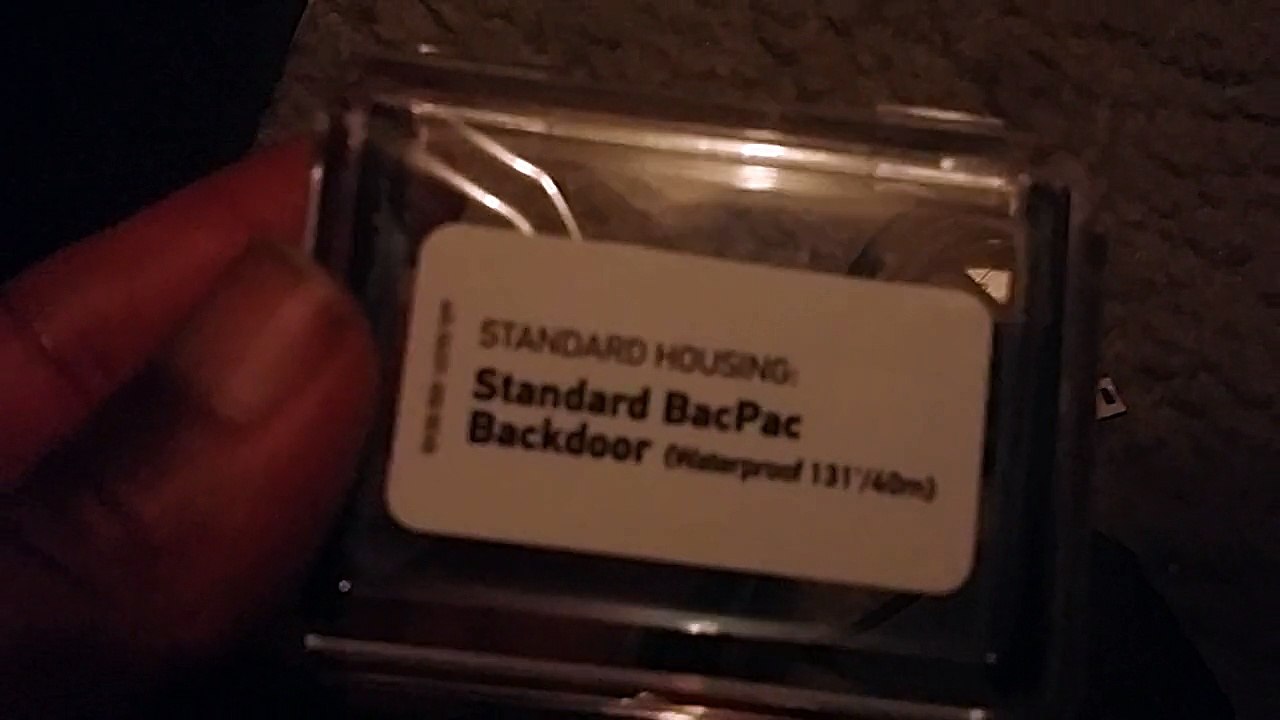 STANDARD HOUSING:
Standard BacPac
Backdoor (Waterproof 131'/40m)